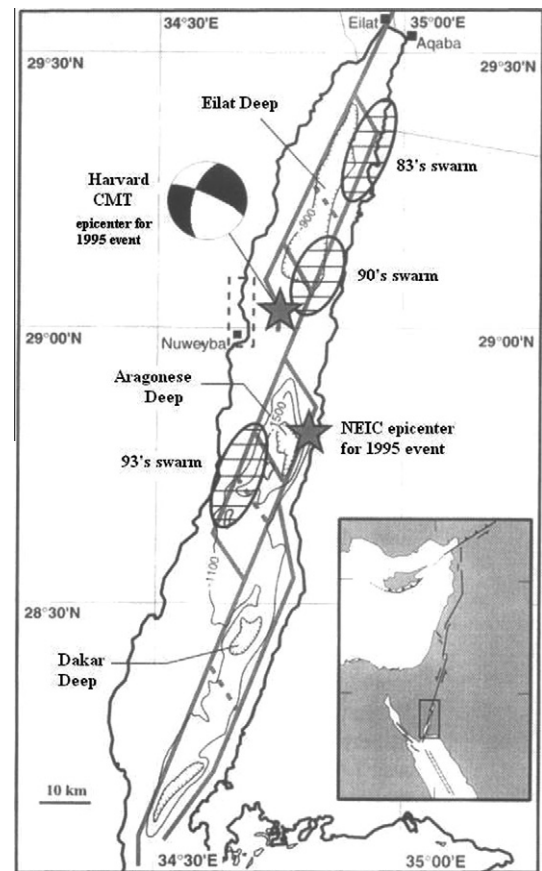 34°30'E
35°00'E
Eilat
Aqaba
29°30'N
29°30'N
Eilat Deep
83's swarm
Harvard
CMT
epicenter for
1995 event
-900
90's swarm
29°00'N
29°00'N
Nuweyba
Aragonese
Deep
-1500
NEIC epicenter
for 1995 event
93's swarm
-1100
28°30'N
Dakar
Deep
10 km
34°30'E
35°00'E